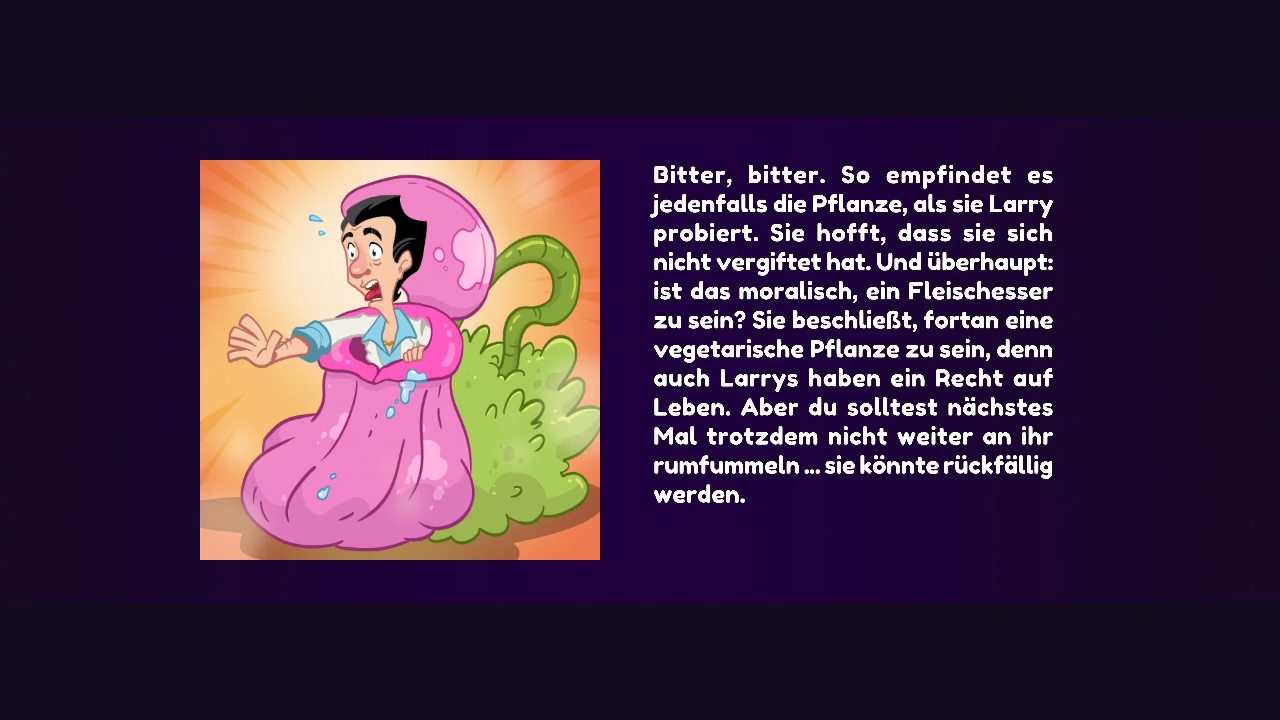 Bitter, bitter. So empfindet es
jedenfalls die Pflanze, als sie Larry
probiert. Sie hofft, dass sie sich
nicht vergiftet hat. Und überhaupt:
ist das moralisch, ein Fleischesser
zu sein? Sie beschließt, fortan eine
vegetarische Pflanze zu sein, denn
auch Larrys haben ein Recht auf
Leben. Aber du solltest nächstes
Mal trotzdem nicht weiter an ihr
rumfummeln ... sie könnte rückfällig
werden.